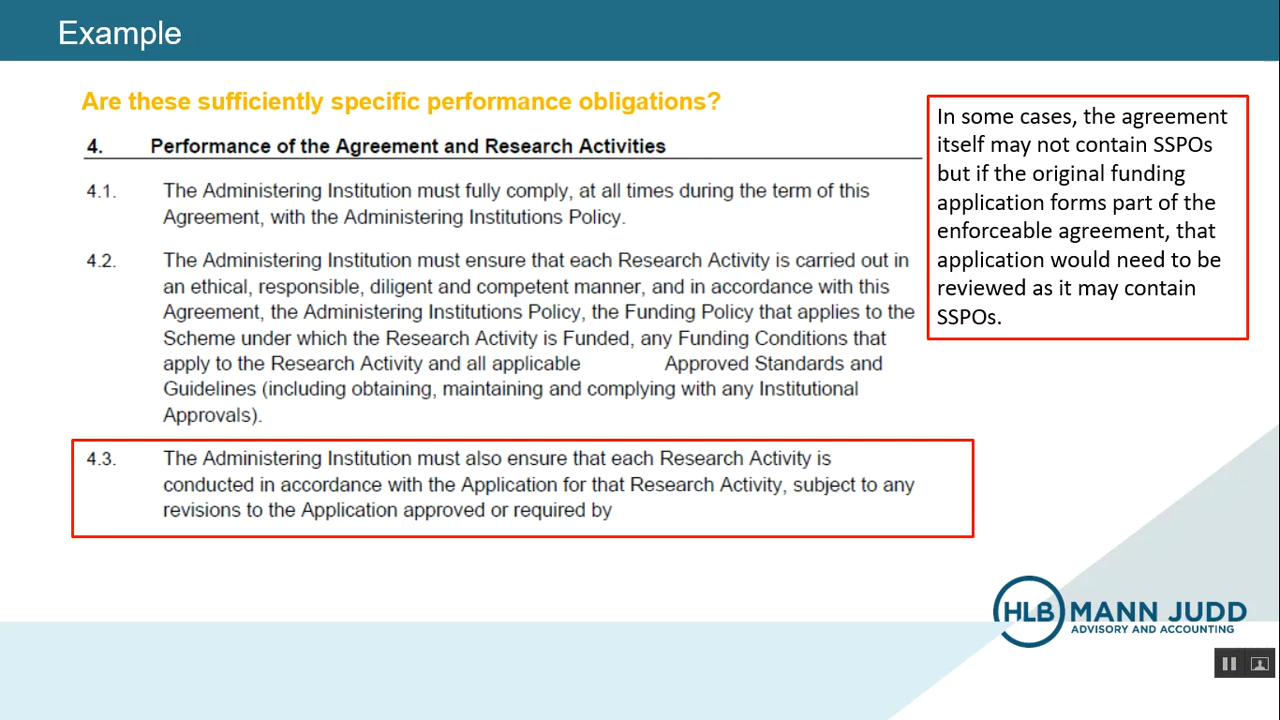 Example
Are these sufficiently specific performance obligations?
4. Performance of the Agreement and Research Activities
4.1. The Administering Institution must fully comply, at all times during the term of this
Agreement, with the Administering Institutions Policy.
4.2. The Administering Institution must ensure that each Research Activity is carried out in
an ethical, responsible, diligent and competent manner, and in accordance with this
Agreement, the Administering Institutions Policy, the Funding Policy that applies to the
Scheme under which the Research Activity is Funded, any Funding Conditions that
apply to the Research Activity and all applicable Approved Standards and
Guidelines (including obtaining, maintaining and complying with any Institutional
Approvals).
4.3. The Administering Institution must also ensure that each Research Activity is
conducted in accordance with the Application for that Research Activity, subject to any
revisions to the Application approved or required by
In some cases, the agreement
itself may not contain SSPOs
but if the original funding
application forms part of the
enforceable agreement, that
application would need to be
reviewed as it may contain
SSPOs.
HLB MANN JUDD
ADVISORY AND ACCOUNTING